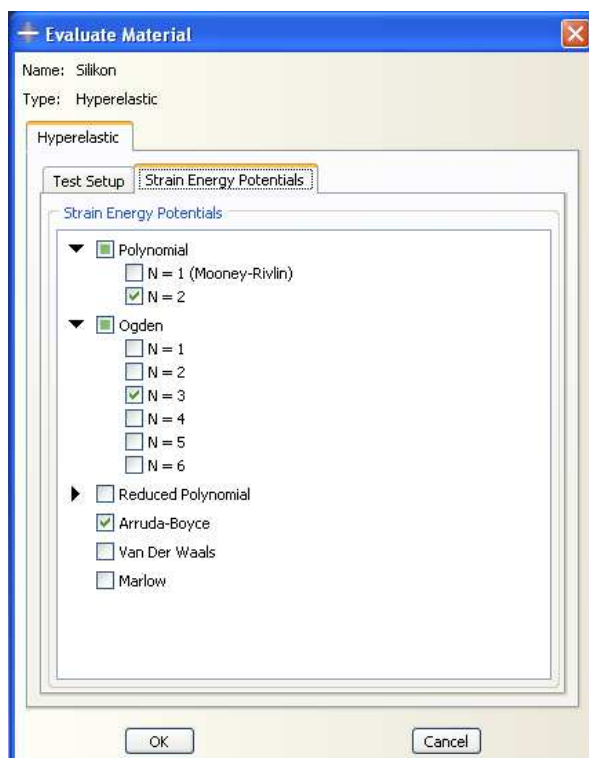 Evaluate Material
Name: Silikon
Type: Hyperelastic
Hyperelastic
Test Setup Strain Energy Potentials
Strain Energy Potentials
Polynomial
N = 1 (Mooney-Rivlin)
N = 2
Ogden
N = 1
N = 2
N = 3
N = 4
N = 5
N = 6
Reduced Polynomial
Arruda-Boyce
Van Der Waals
Marlow
OK Cancel